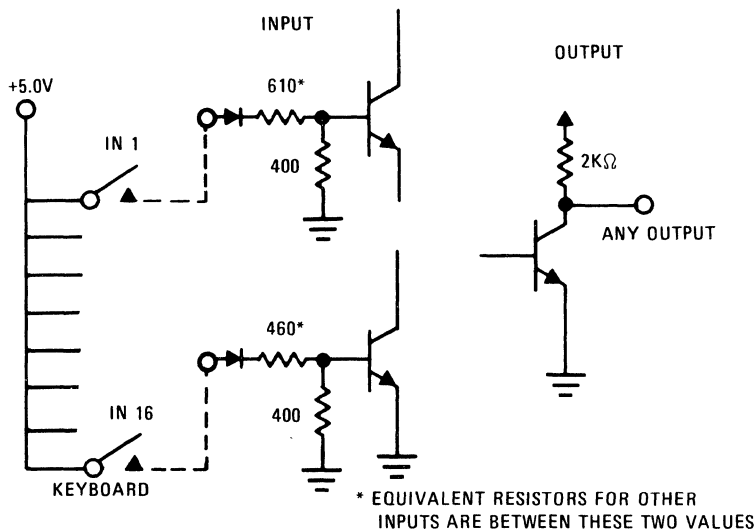 INPUT
OUTPUT
+5.0V
610*
IN 1
400
2KΩ
ANY OUTPUT
460*
400
IN 16
KEYBOARD
* EQUIVALENT RESISTORS FOR OTHER
INPUTS ARE BETWEEN THESE TWO VALUES